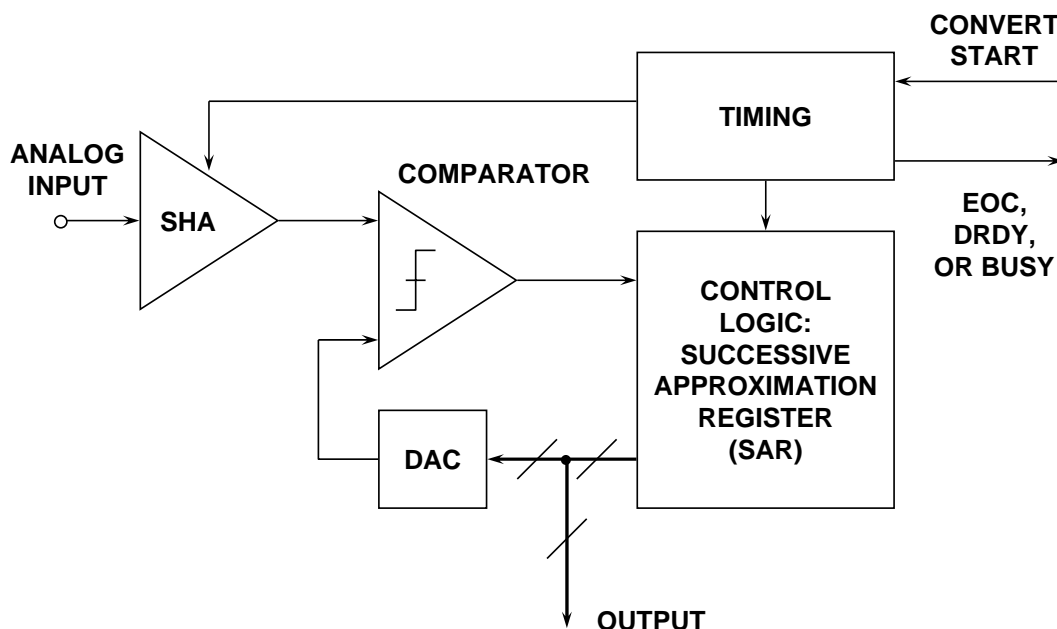 CONVERT
START
TIMING
ANALOG
INPUT
COMPARATOR
SHA
EOC,
DRDY,
OR BUSY
CONTROL
LOGIC:
SUCCESSIVE
APPROXIMATION
REGISTER
(SAR)
DAC
OUTPUT